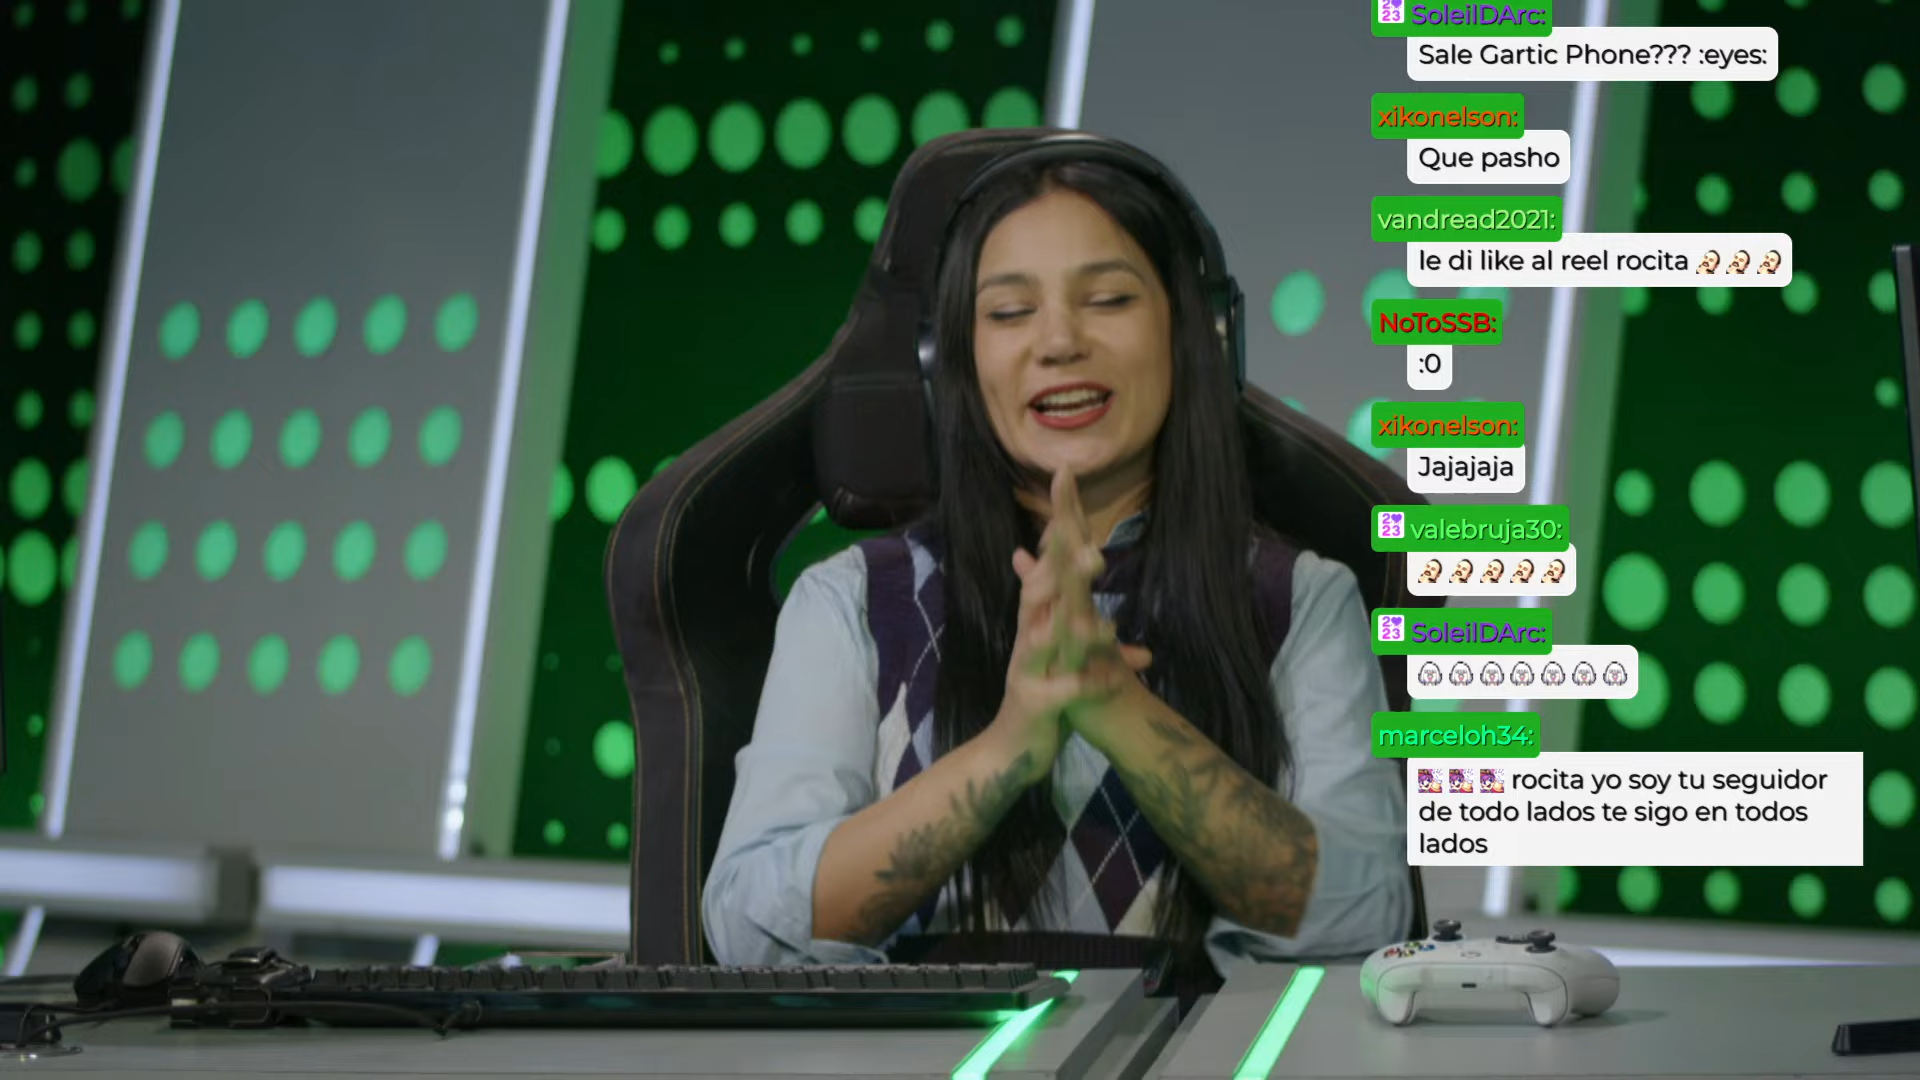 SoleilDArc:
Sale Gartic Phone??? :eyes:
xikonelson:
Que pasho
vandread2021:
le di like al reel rocita
NoToSSB:
:0
xikonelson:
Jajajaja
valebruja30:
SoleilDArc:
marceloh34:
rocita yo soy tu seguidor
de todo lados te sigo en todos
lados